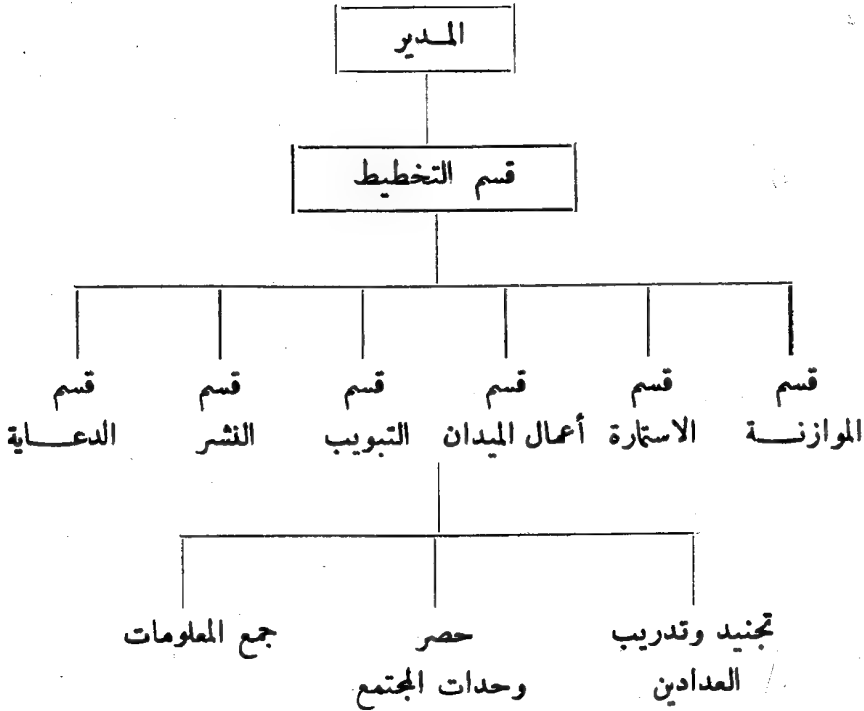 المدير
قسم التخطيط
قسم
الموازنة
قسم
الاستمارة
قسم
أعمال الميدان
قسم
التبويب
قسم
النشر
قسم
الدعاية
تجنيد وتدريب
العدادين
حصر
وحدات المجتمع
جمع المعلومات